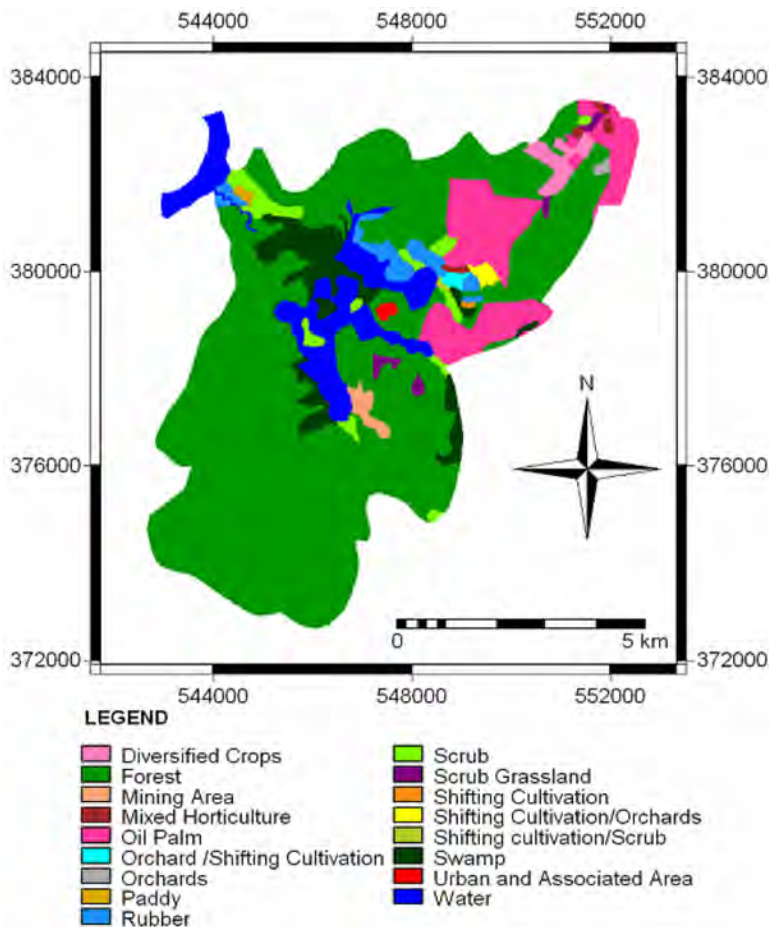 544000 548000 552000
384000 384000
380000 380000
376000 376000
N
0 5 km
372000 372000
544000 548000 552000
LEGEND
Diversified Crops
Forest
Mining Area
Mixed Horticulture
Oil Palm
Orchard /Shifting Cultivation
Orchards
Paddy
Rubber
Scrub
Scrub Grassland
Shifting Cultivation
Shifting Cultivation/Orchards
Shifting cultivation/Scrub
Swamp
Urban and Associated Area
Water